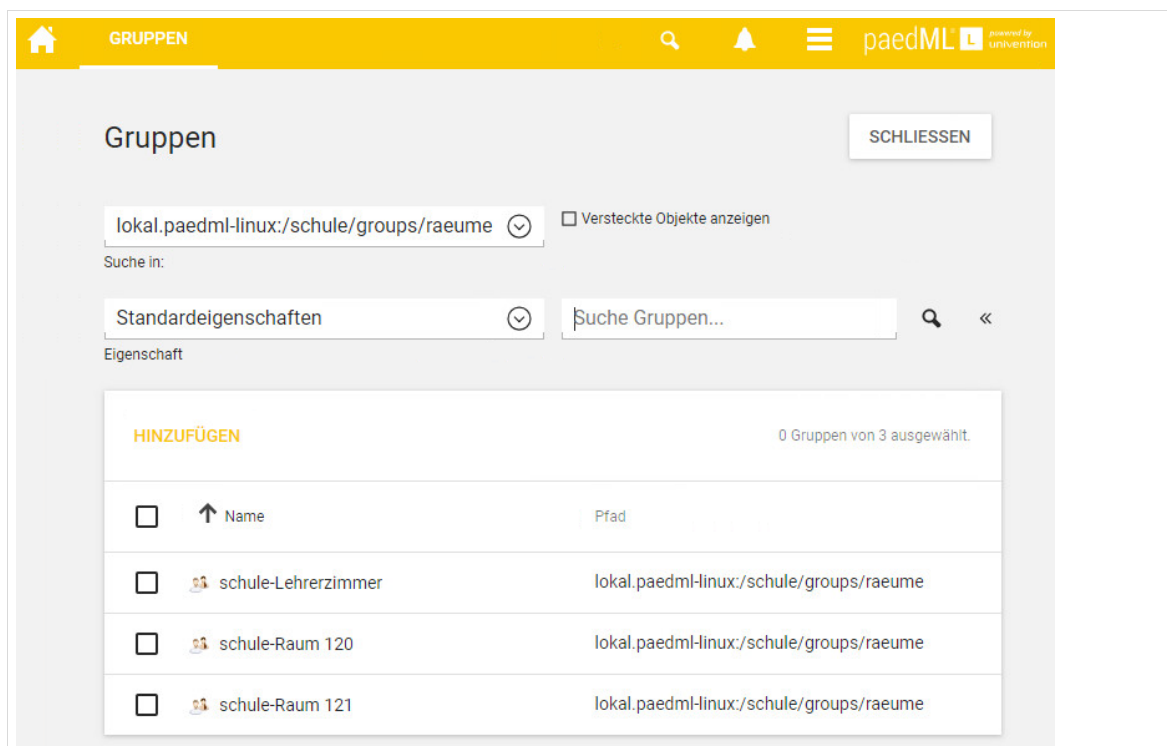 GRUPPEN
paedML L powered by univention
Gruppen
SCHLIESSEN
lokal.paedml-linux:/schule/groups/raeume
Versteckte Objekte anzeigen
Suche in:
Standardeigenschaften
Suche Gruppen...
Eigenschaft
HINZUFÜGEN
0 Gruppen von 3 ausgewählt.
Name Pfad
schule-Lehrerzimmer lokal.paedml-linux:/schule/groups/raeume
schule-Raum 120 lokal.paedml-linux:/schule/groups/raeume
schule-Raum 121 lokal.paedml-linux:/schule/groups/raeume